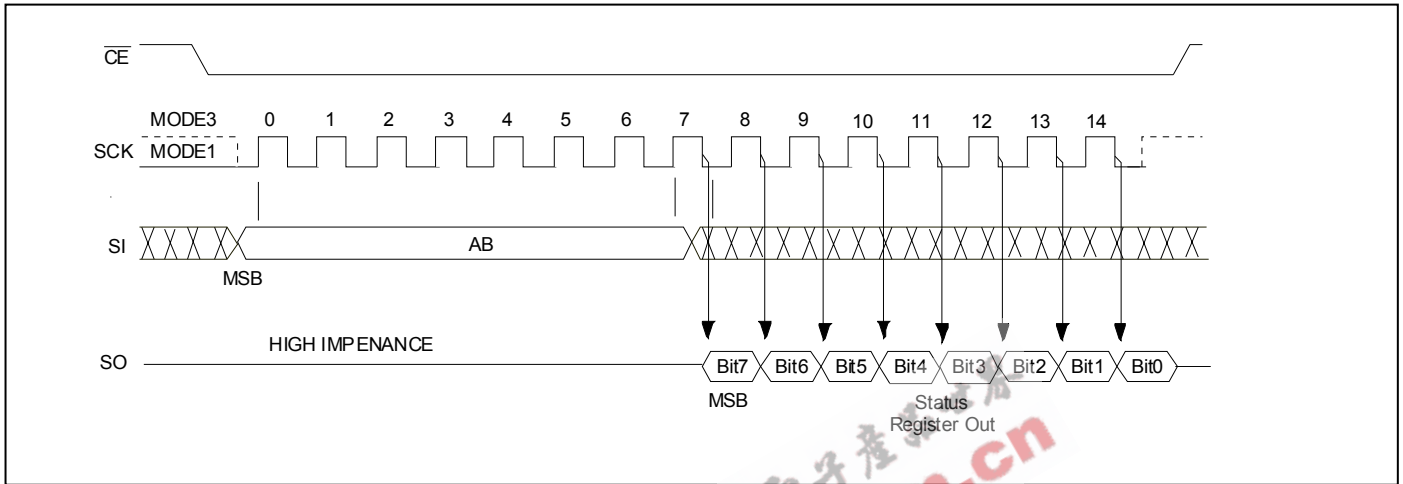 CE
MODE3 0 1 2 3 4 5 6 7 8 9 10 11 12 13 14
SCK MODE1
SI AB
MSB
HIGH IMPENANCE
SO Bit7 Bit6 Bit5 Bit4 Bit3 Bit2 Bit1 Bit0
MSB Status
Register Out
.cn